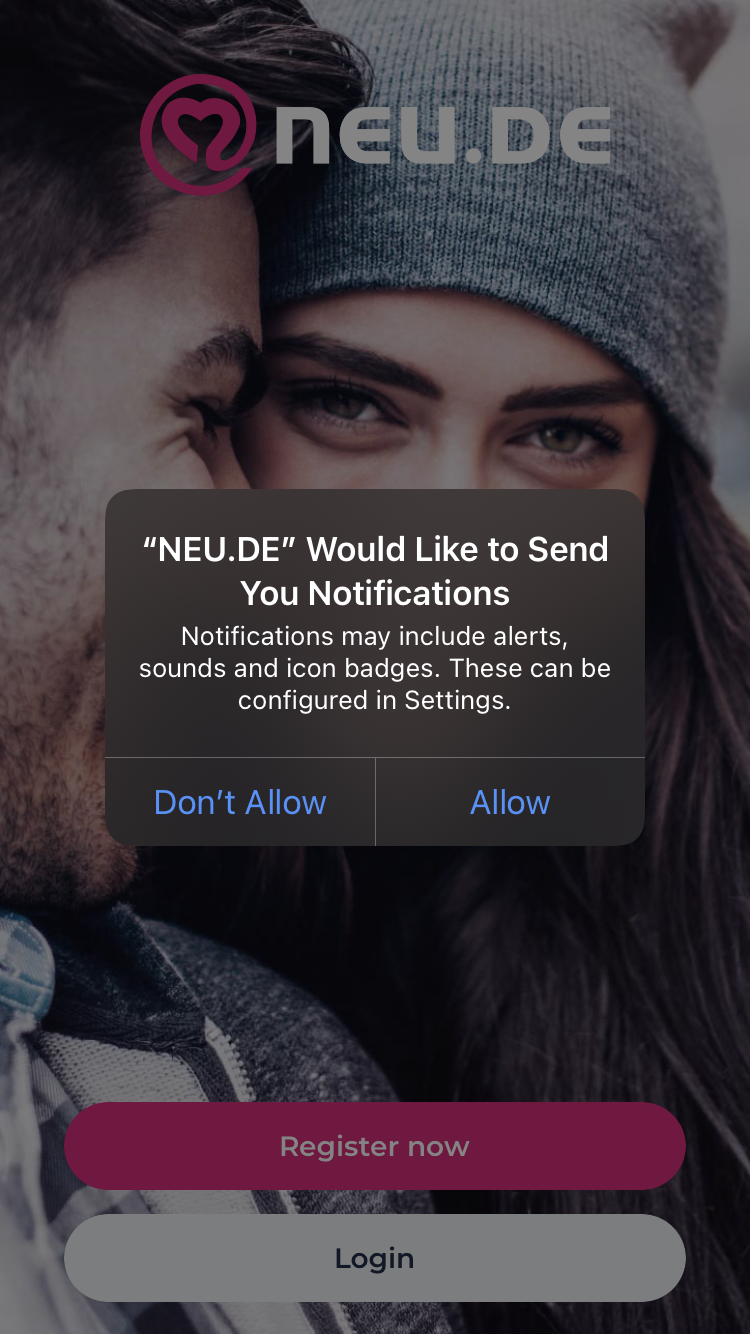 NEU.DE
“NEU.DE” Would Like to Send
You Notifications
Notifications may include alerts,
sounds and icon badges. These can be
configured in Settings.
Don’t Allow
Allow
Register now
Login